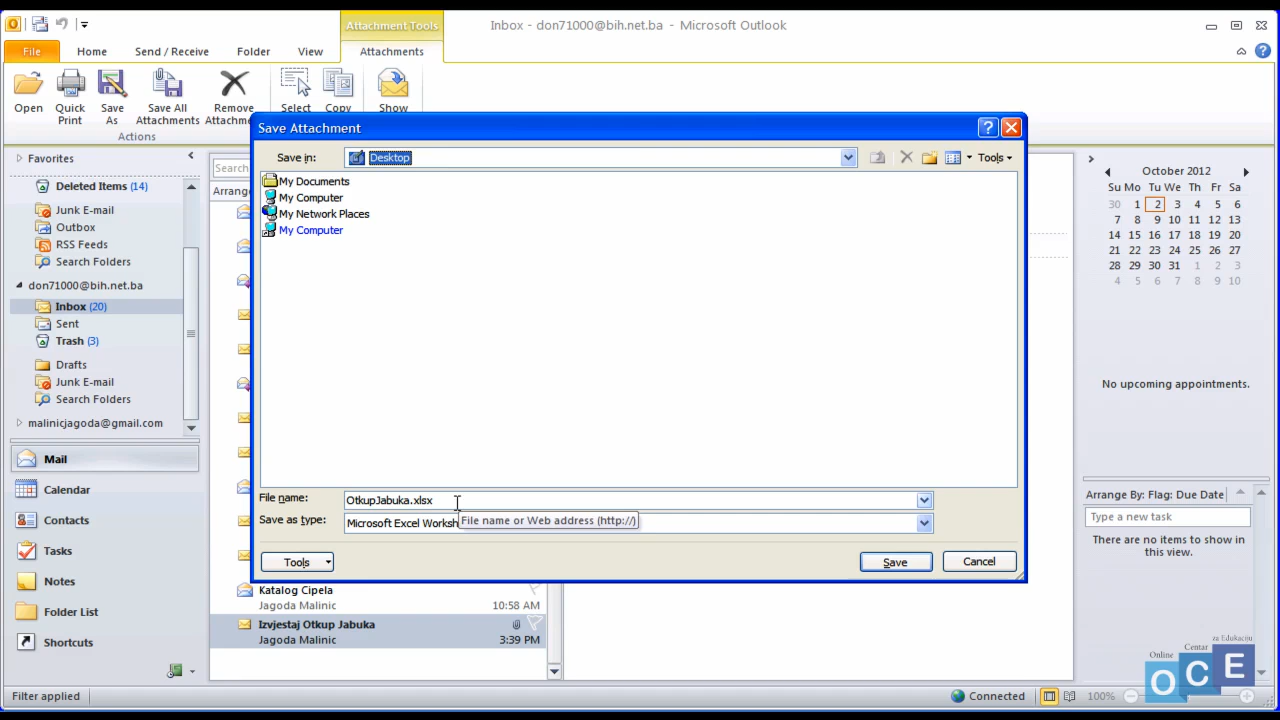 Attachment Tools
Inbox - don71000@bih.net.ba - Microsoft Outlook
File
Home
Send / Receive
Folder
View
Attachments
Open
Quick Print
Save As
Save All Attachments
Remove Attachm
Select
Copy
Show
Actions
Save Attachment
Save in:
Desktop
Tools
My Documents
My Computer
My Network Places
My Computer
File name:
OtkupJabuka.xlsx
Save as type:
Microsoft Excel Worksh
File name or Web address (http://)
Tools
Save
Cancel
Favorites
Deleted Items (14)
Junk E-mail
Outbox
RSS Feeds
Search Folders
don71000@bih.net.ba
Inbox (20)
Sent
Trash (3)
Drafts
Junk E-mail
Search Folders
malinicjagoda@gmail.com
Mail
Calendar
Contacts
Tasks
Notes
Folder List
Shortcuts
Search
Arrang
Katalog Cipela
Jagoda Malinic 10:58 AM
Izvjestaj Otkup Jabuka
Jagoda Malinic 3:39 PM
October 2012
Su Mo Tu We Th Fr Sa
30 1 2 3 4 5 6
7 8 9 10 11 12 13
14 15 16 17 18 19 20
21 22 23 24 25 26 27
28 29 30 31 1 2 3
4 5 6 7 8 9 10
No upcoming appointments.
Arrange By: Flag: Due Date
Type a new task
There are no items to show in
this view.
Online Centar za Edukaciju
OCE
Filter applied
Connected
100%